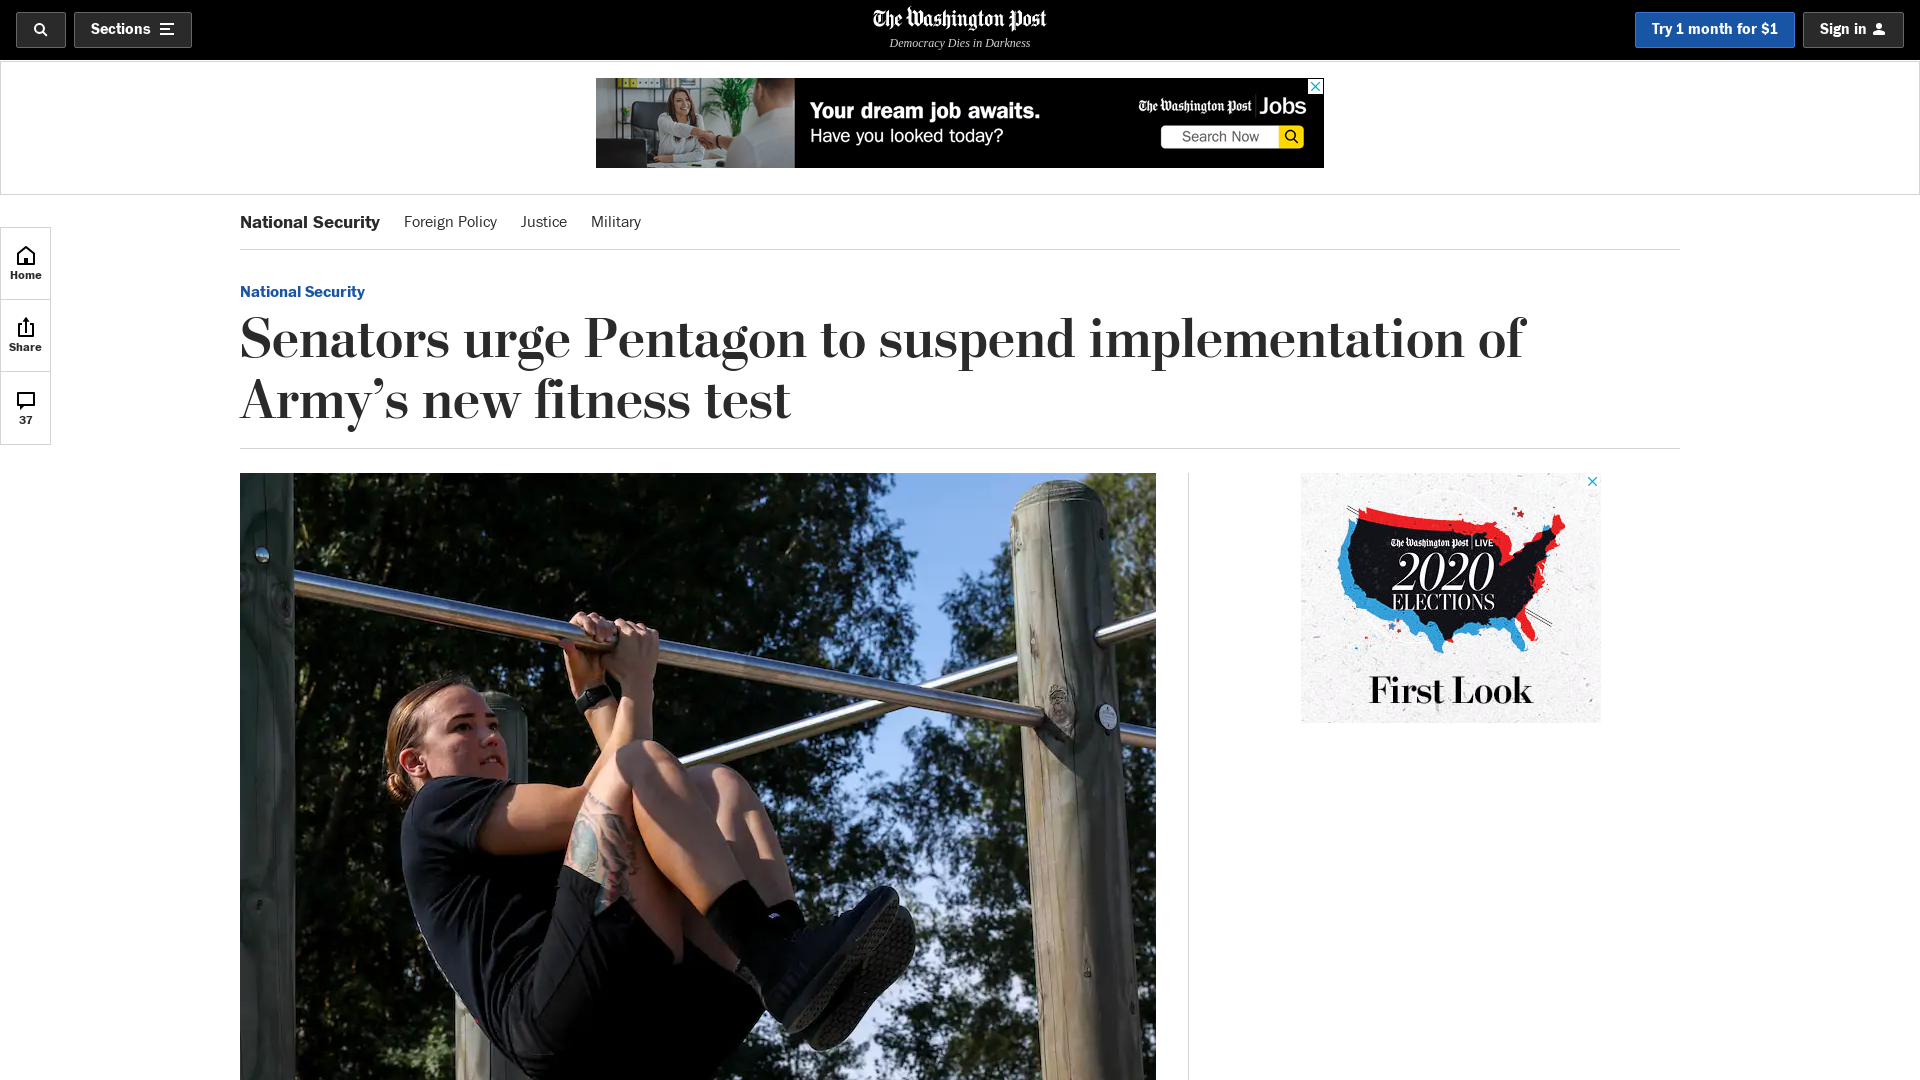 Sections
The Washington Post
Democracy Dies in Darkness
Try 1 month for $1
Sign in
Your dream job awaits.
Have you looked today?
The Washington Post Jobs
Search Now
National Security Foreign Policy Justice Military
Home
Share
37
National Security
Senators urge Pentagon to suspend implementation of
Army’s new fitness test
The Washington Post LIVE
2020
ELECTIONS
First Look